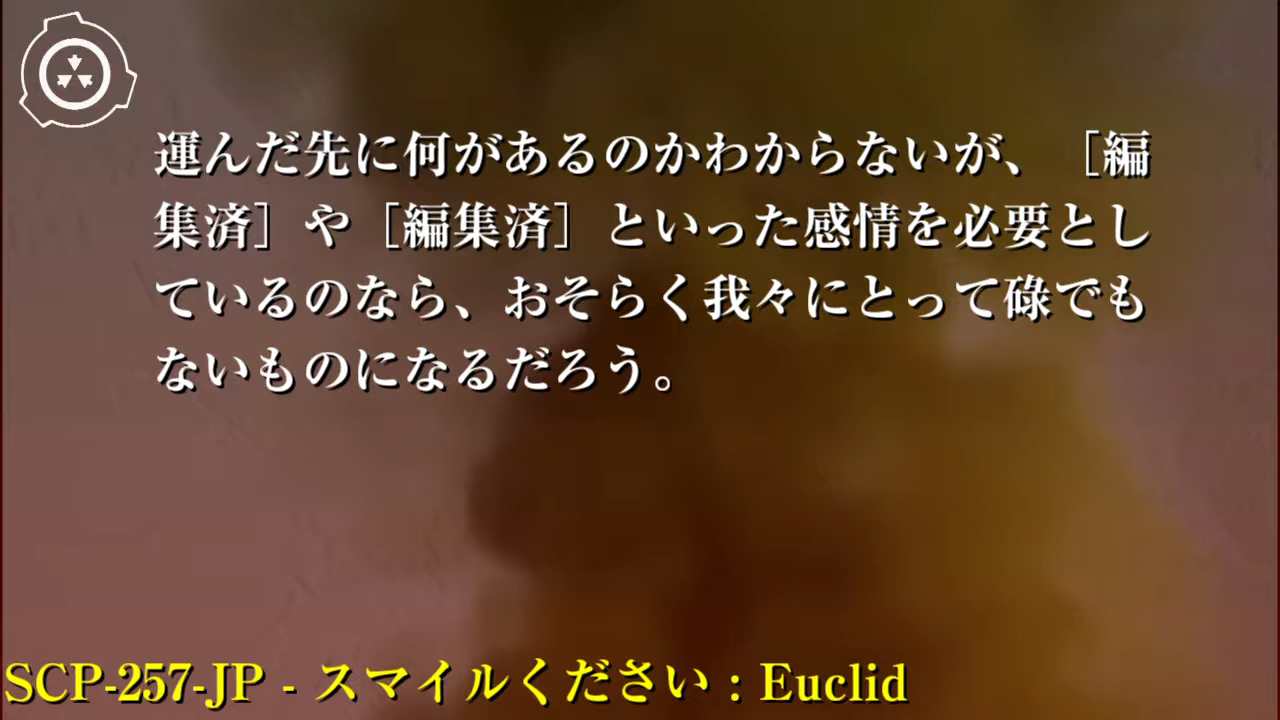 運んだ先に何があるのかわからないが、［編
集済］や［編集済］といった感情を必要とし
ているのなら、おそらく我々にとって碌でも
ないものになるだろう。
SCP-257-JP - スマイルください : Euclid